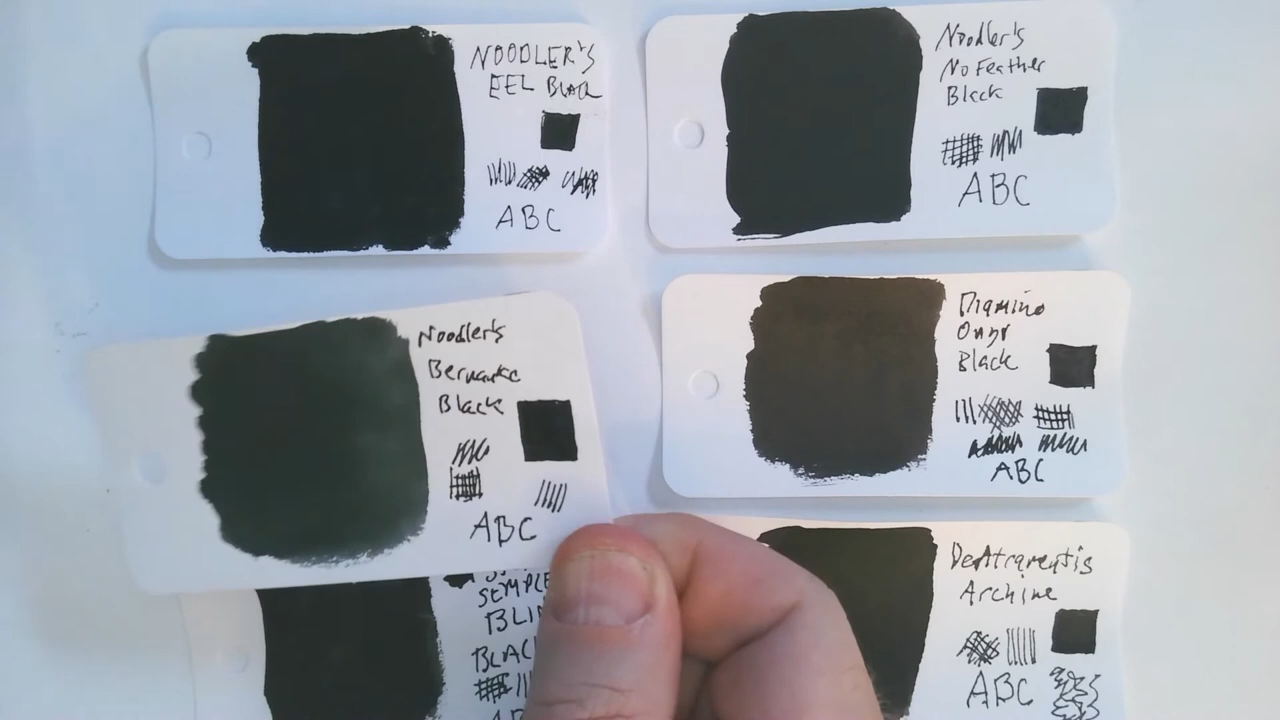 NOODLER'S
EEL BLACK
ABC
Noodler's
No Feather
Black
ABC
Noodler's
Bernanke
Black
ABC
Diamine
Onyx
Black
ABC
BLACK
DeAtramentis
Archive
ABC